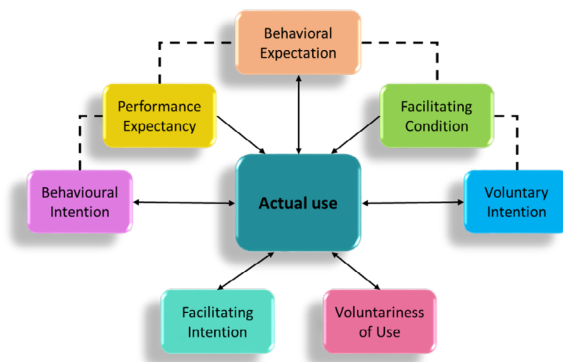 Behavioral
Expectation
Performance
Expectancy
Facilitating
Condition
Behavioural
Intention
Actual use
Voluntary
Intention
Facilitating
Intention
Voluntariness
of Use